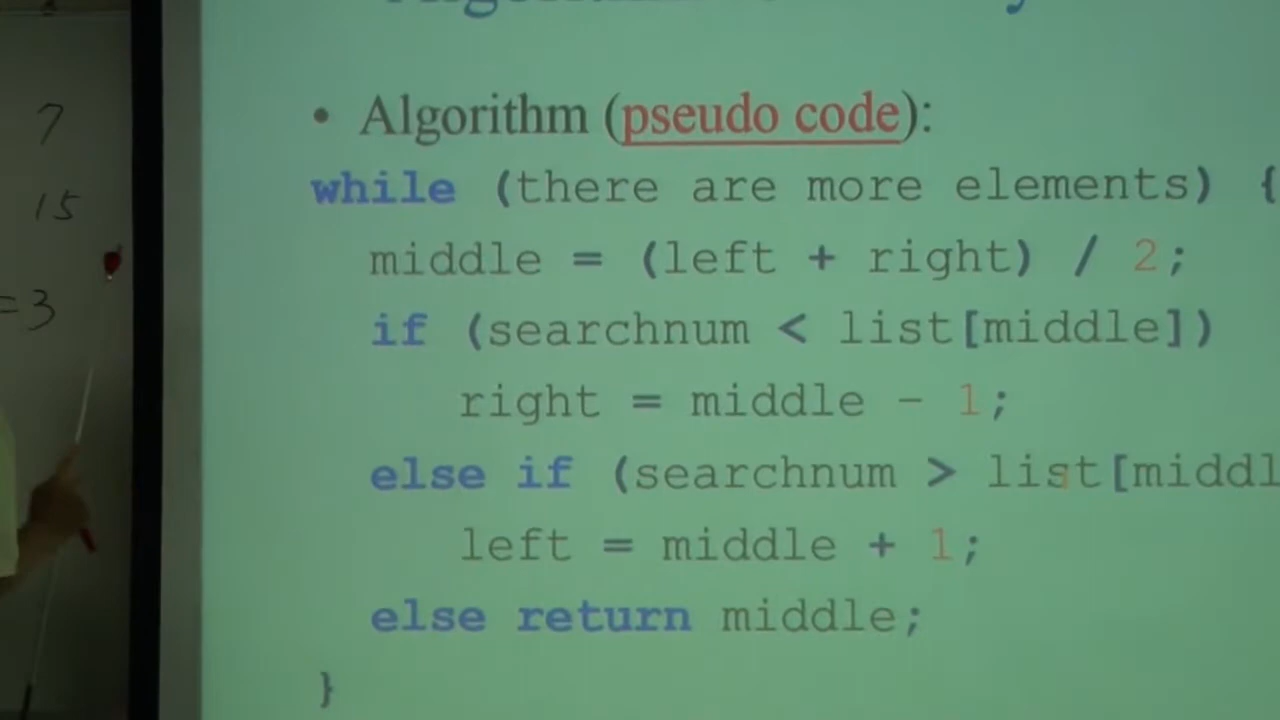 7
15
=3
• Algorithm (pseudo code):
while (there are more elements) {
middle = (left + right) / 2;
if (searchnum < list[middle])
right = middle - 1;
else if (searchnum > list[middl
left = middle + 1;
else return middle;
}